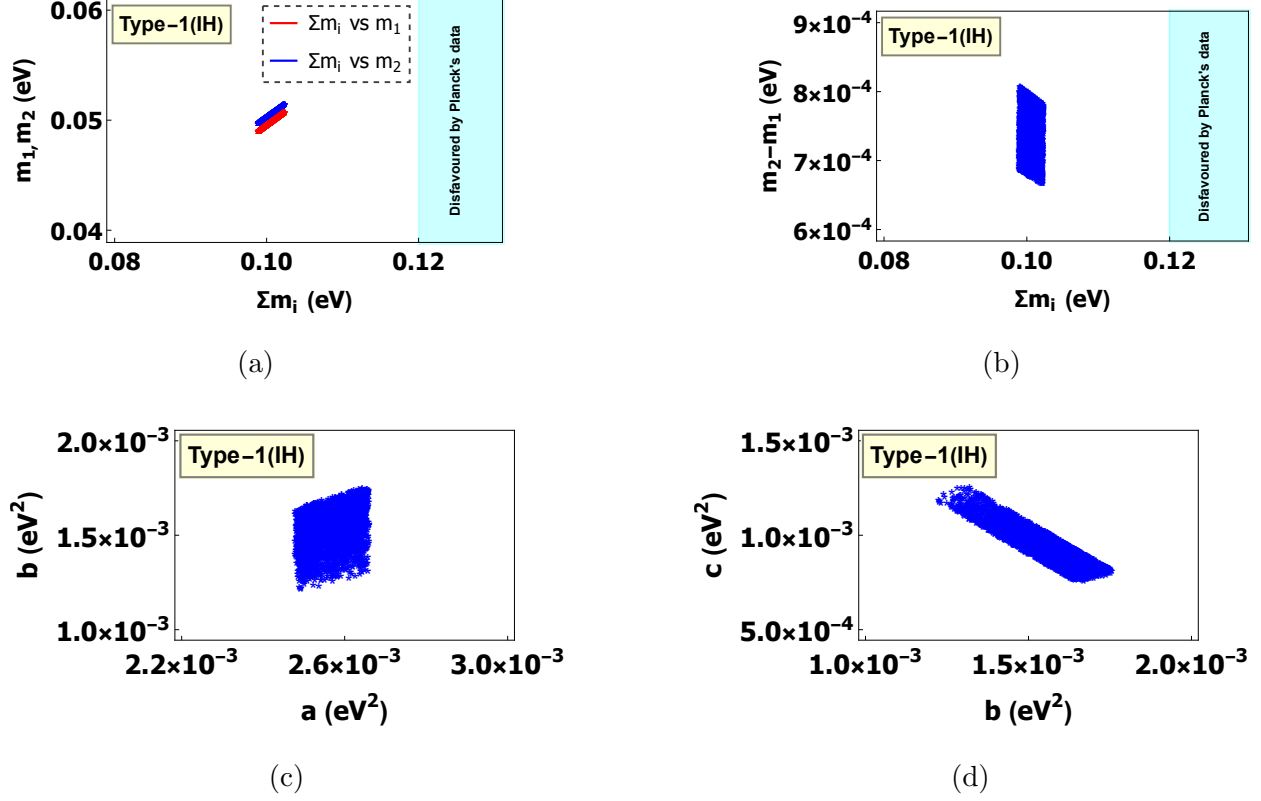 0.06
0.05
0.04
0.08
0.10
0.12
m₁,m₂ (eV)
Σmᵢ (eV)
Type−1(IH)
Σmᵢ vs m₁
Σmᵢ vs m₂
Disfavoured by Planck's data
(a)
9×10⁻⁴
8×10⁻⁴
7×10⁻⁴
6×10⁻⁴
0.08
0.10
0.12
m₂−m₁ (eV)
Σmᵢ (eV)
Type−1(IH)
Disfavoured by Planck's data
(b)
2.0×10⁻³
1.5×10⁻³
1.0×10⁻³
2.2×10⁻³
2.6×10⁻³
3.0×10⁻³
b (eV²)
a (eV²)
Type−1(IH)
(c)
1.5×10⁻³
1.0×10⁻³
5.0×10⁻⁴
1.0×10⁻³
1.5×10⁻³
2.0×10⁻³
c (eV²)
b (eV²)
Type−1(IH)
(d)